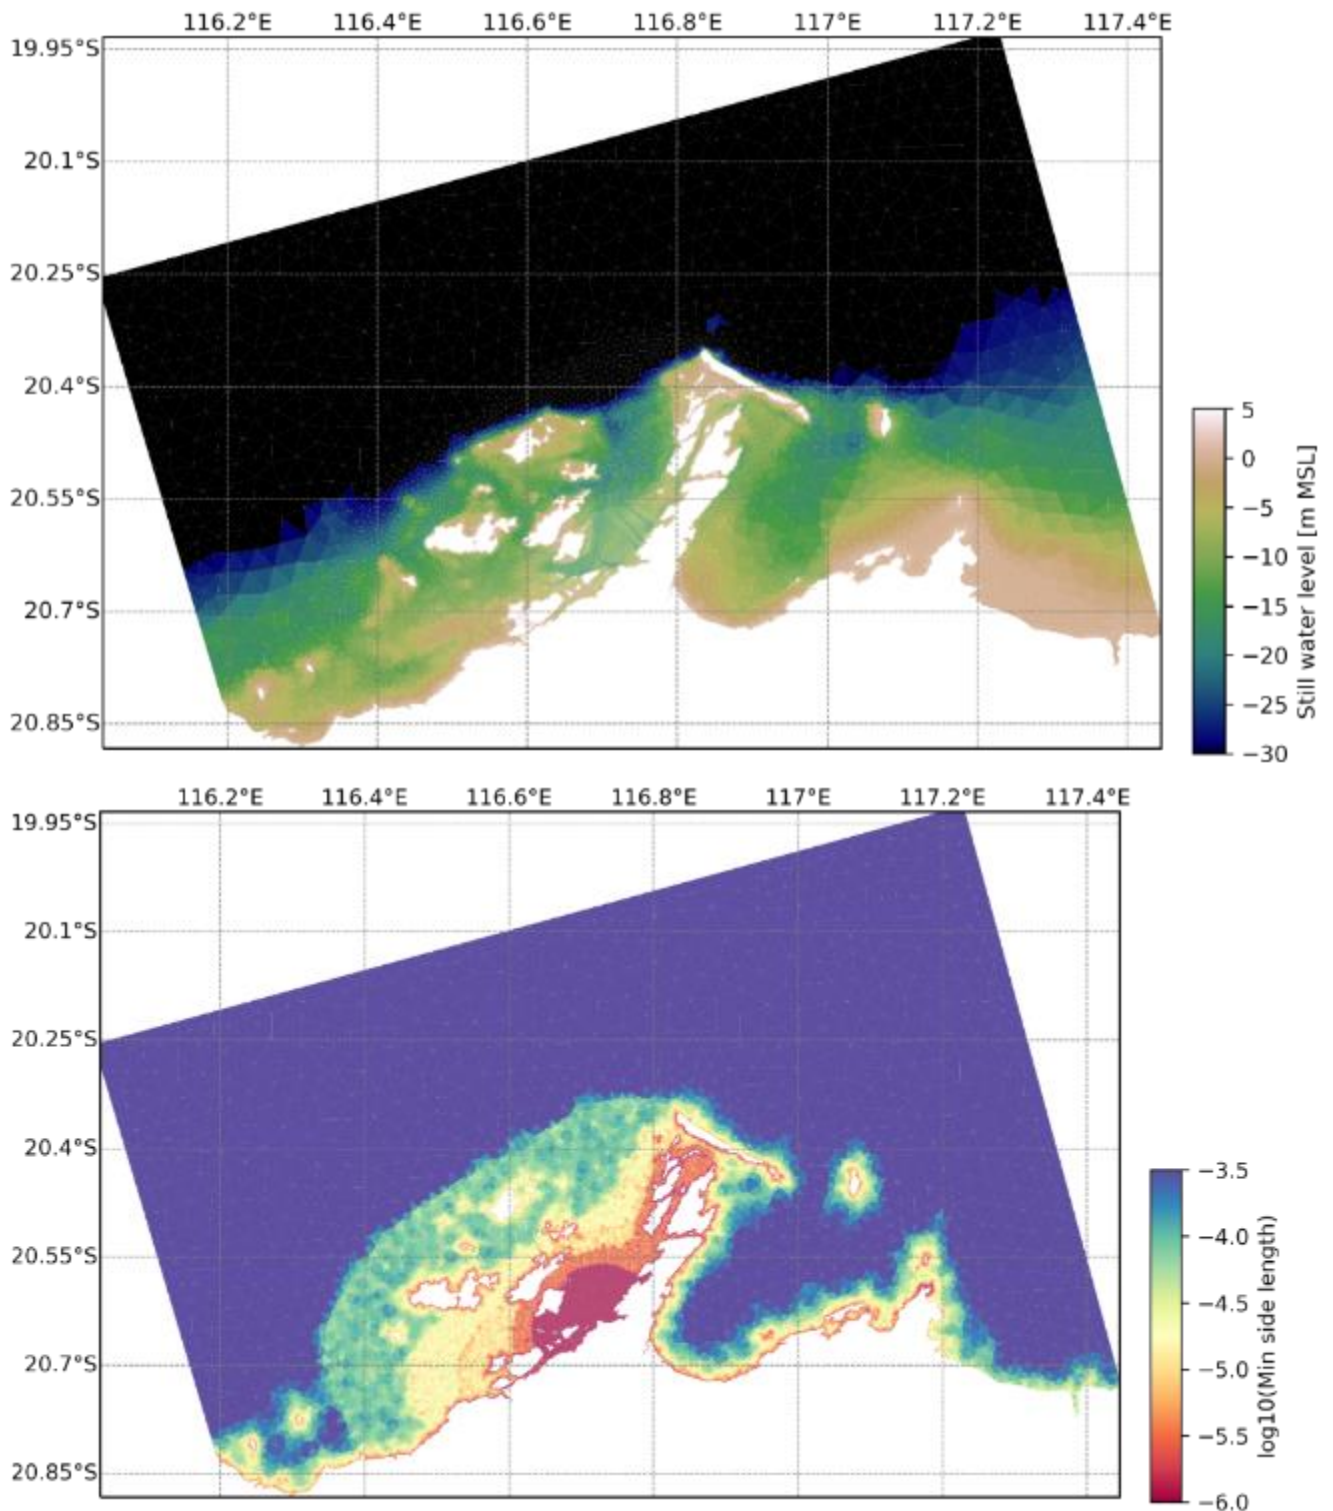 116.2°E 116.4°E 116.6°E 116.8°E 117°E 117.2°E 117.4°E
19.95°S
20.1°S
20.25°S
20.4°S
20.55°S
20.7°S
20.85°S
5
0
−5
−10
−15
−20
−25
−30
Still water level [m MSL]
116.2°E 116.4°E 116.6°E 116.8°E 117°E 117.2°E 117.4°E
19.95°S
20.1°S
20.25°S
20.4°S
20.55°S
20.7°S
20.85°S
−3.5
−4.0
−4.5
−5.0
−5.5
−6.0
log10(Min side length)